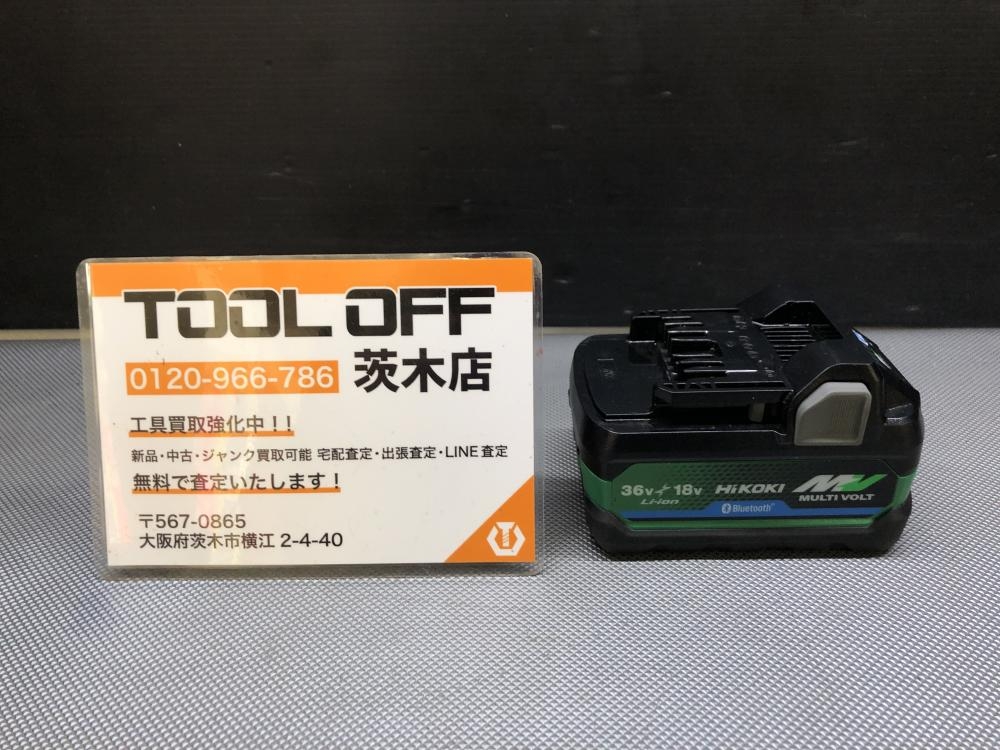 TOOL OFF
0120-966-786 茨木店
工具買取強化中!!
新品・中古・ジャンク買取可能 宅配査定・出張査定・LINE査定
無料で査定いたします!
〒567-0865
大阪府茨木市横江 2-4-40
36v⚡18v HiKOKI MV
Li-ion MULTI VOLT
Bluetooth